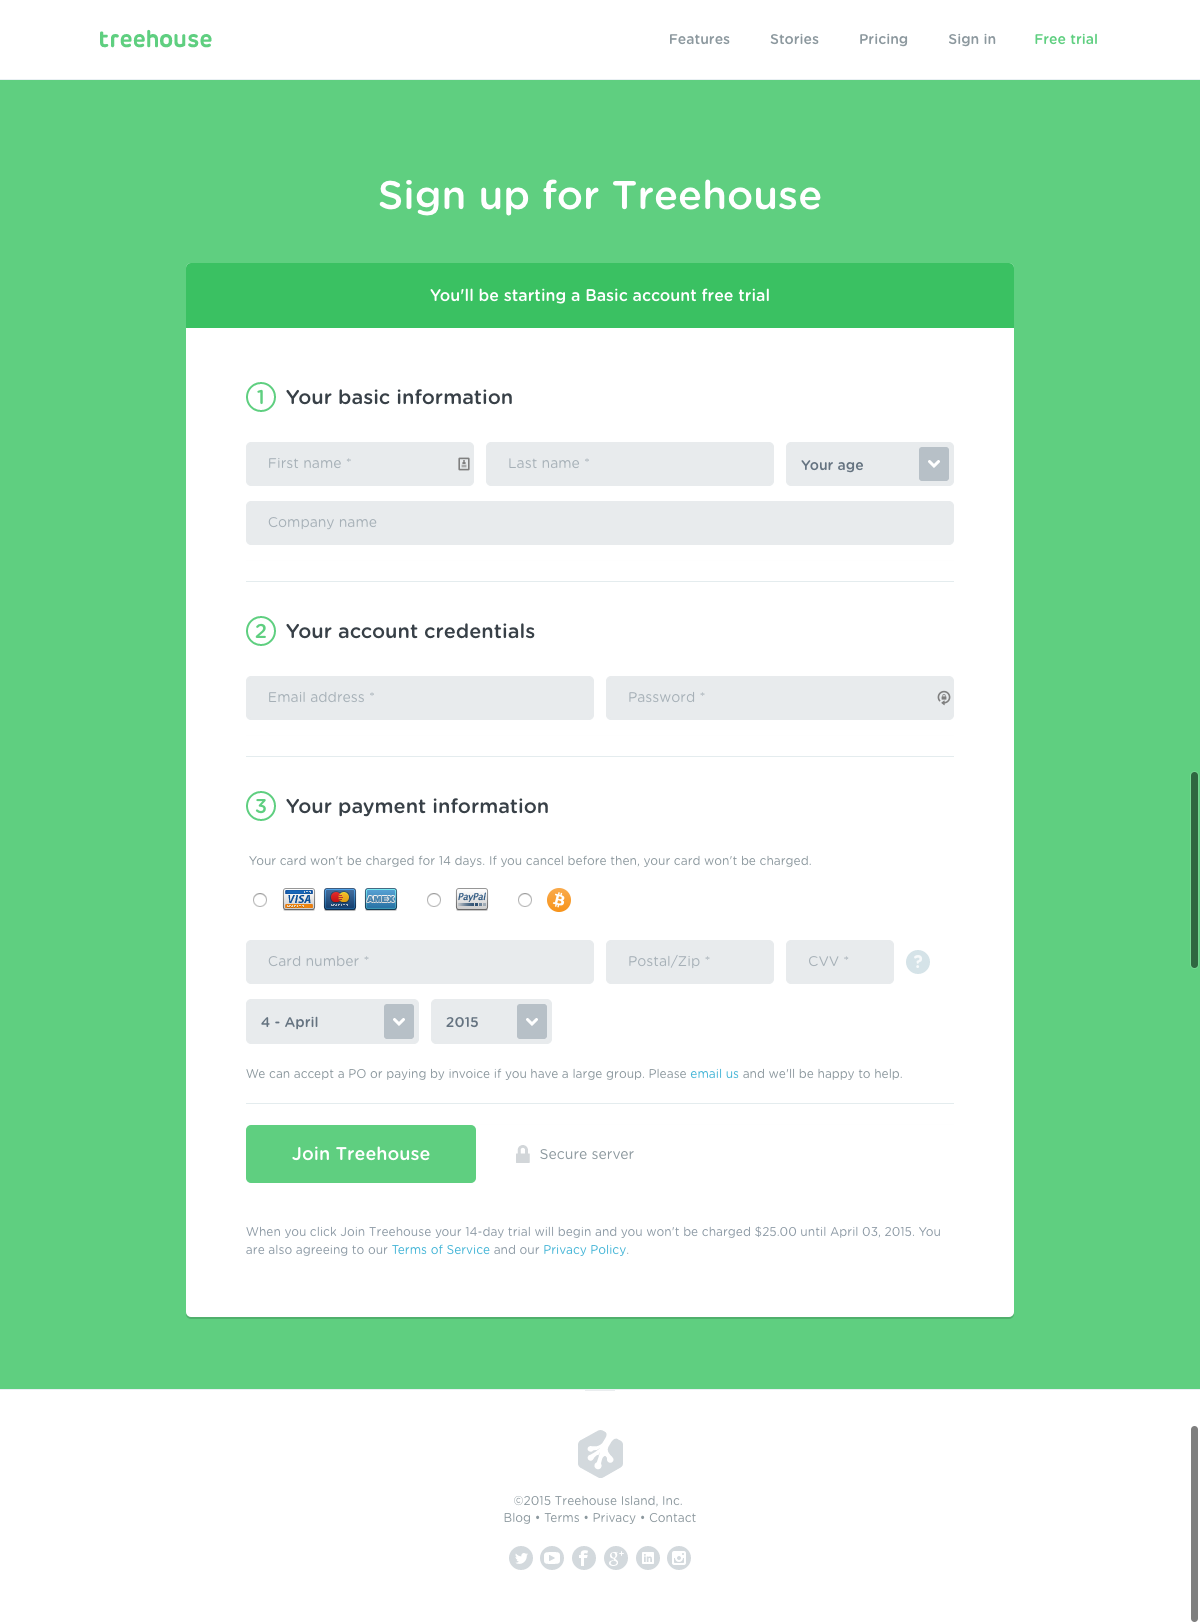 treehouse
Features Stories Pricing Sign in Free trial
Sign up for Treehouse
You'll be starting a Basic account free trial
1 Your basic information
First name * Last name * Your age
Company name
2 Your account credentials
Email address * Password *
3 Your payment information
Your card won't be charged for 14 days. If you cancel before then, your card won't be charged.
VISA AMEX PayPal
Card number * Postal/Zip * CVV * ?
4 - April 2015
We can accept a PO or paying by invoice if you have a large group. Please email us and we'll be happy to help.
Join Treehouse Secure server
When you click Join Treehouse your 14-day trial will begin and you won't be charged $25.00 until April 03, 2015. You
are also agreeing to our Terms of Service and our Privacy Policy.
©2015 Treehouse Island, Inc.
Blog • Terms • Privacy • Contact